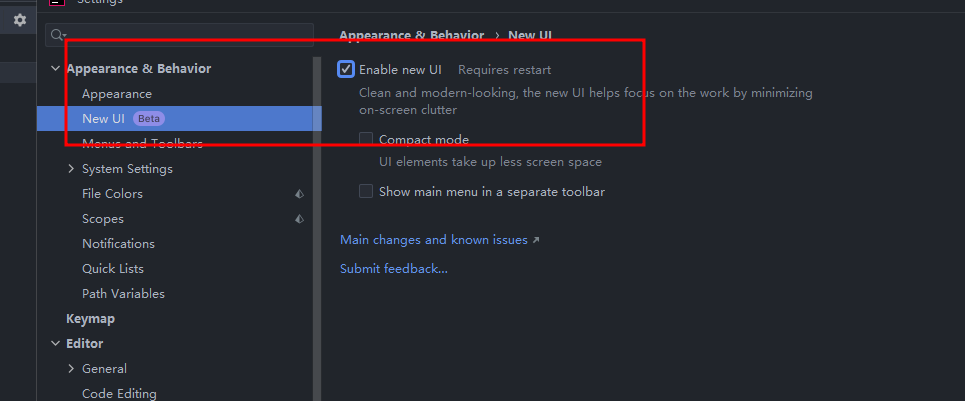 Settings
Appearance & Behavior
Appearance
New UI Beta
Menus and Toolbars
System Settings
File Colors
Scopes
Notifications
Quick Lists
Path Variables
Keymap
Editor
General
Code Editing
Appearance & Behavior › New UI
Enable new UI Requires restart
Clean and modern-looking, the new UI helps focus on the work by minimizing
on-screen clutter
Compact mode
UI elements take up less screen space
Show main menu in a separate toolbar
Main changes and known issues ↗
Submit feedback...